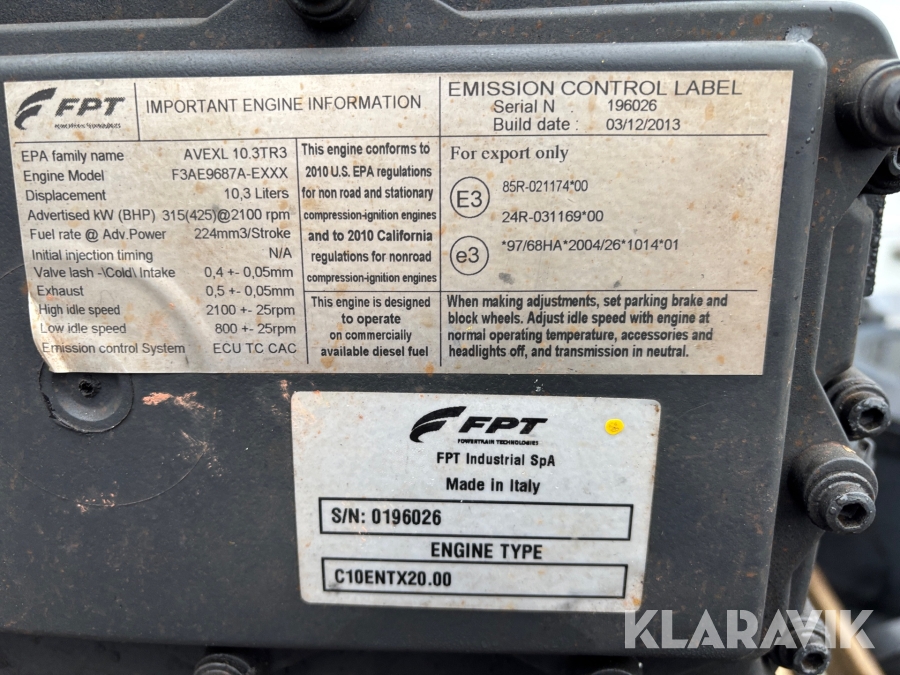 FPT
POWERTRAIN TECHNOLOGIES
IMPORTANT ENGINE INFORMATION
EPA family name AVEXL 10.3TR3
Engine Model F3AE9687A-EXXX
Displacement 10,3 Liters
Advertised kW (BHP) 315(425)@2100 rpm
Fuel rate @ Adv.Power 224mm3/Stroke
Initial injection timing N/A
Valve lash -\Cold\ Intake 0,4 +- 0,05mm
Exhaust 0,5 +- 0,05mm
High idle speed 2100 +- 25rpm
Low idle speed 800 +- 25rpm
Emission control System ECU TC CAC
This engine conforms to
2010 U.S. EPA regulations
for non road and stationary
compression-ignition engines
and to 2010 California
regulations for nonroad
compression-ignition engines
This engine is designed
to operate
on commercially
available diesel fuel
EMISSION CONTROL LABEL
Serial N 196026
Build date : 03/12/2013
For export only
E3 85R-021174*00
24R-031169*00
e3 *97/68HA*2004/26*1014*01
When making adjustments, set parking brake and
block wheels. Adjust idle speed with engine at
normal operating temperature, accessories and
headlights off, and transmission in neutral.
FPT
POWERTRAIN TECHNOLOGIES
FPT Industrial SpA
Made in Italy
S/N: 0196026
ENGINE TYPE
C10ENTX20.00
KLARAVIK